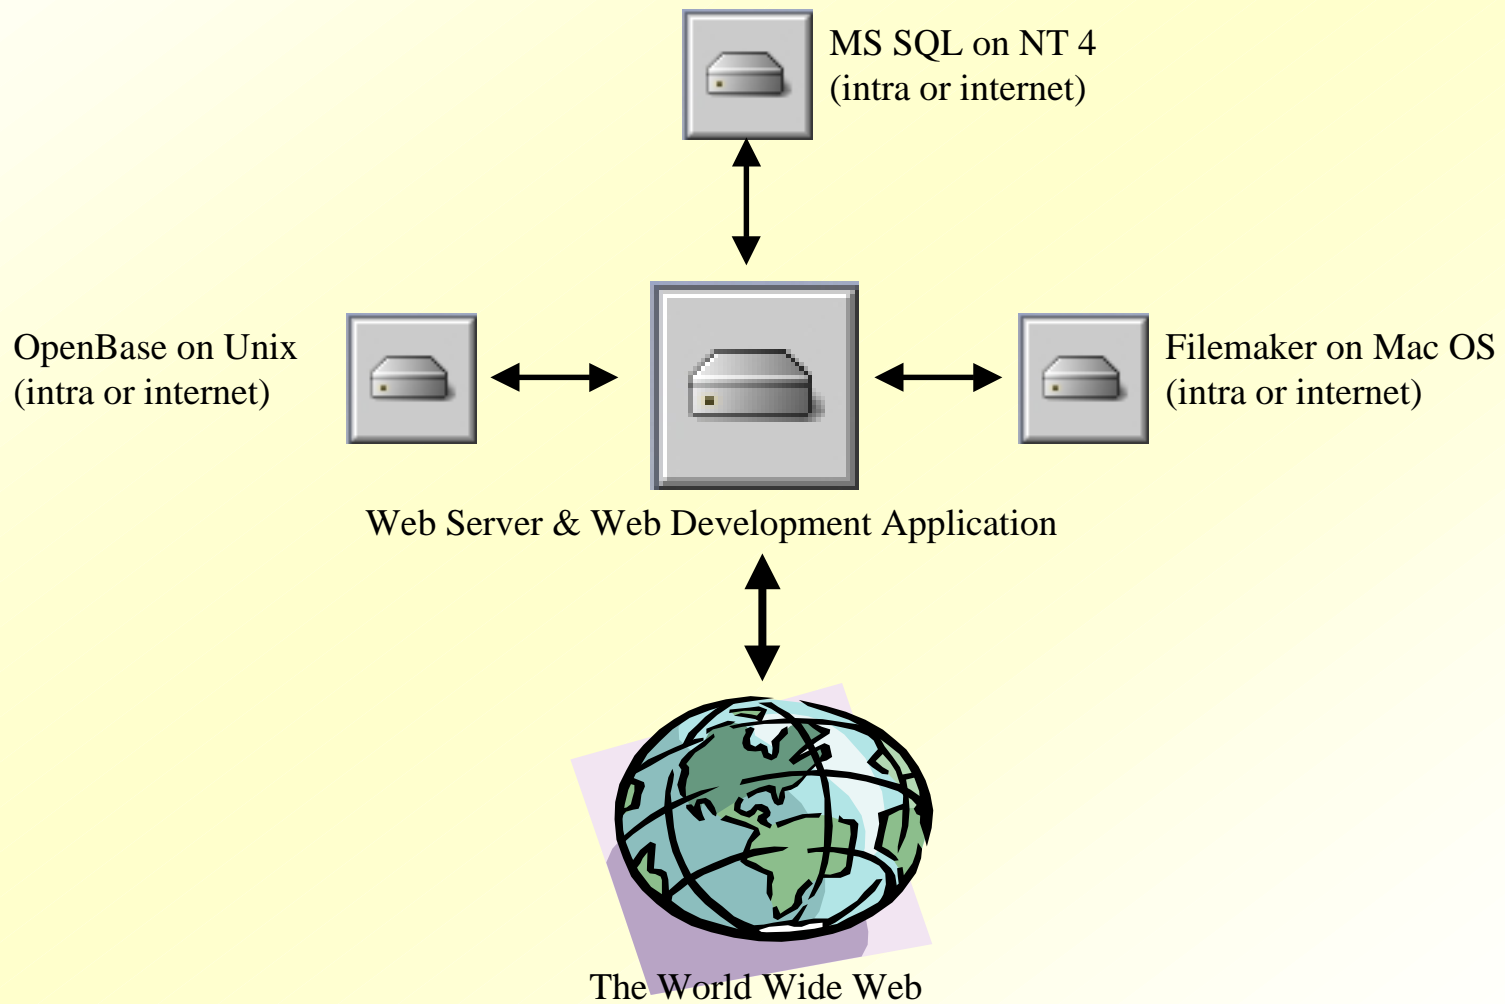 MS SQL on NT 4
(intra or internet)
OpenBase on Unix
(intra or internet)
Filemaker on Mac OS
(intra or internet)
Web Server & Web Development Application
The World Wide Web